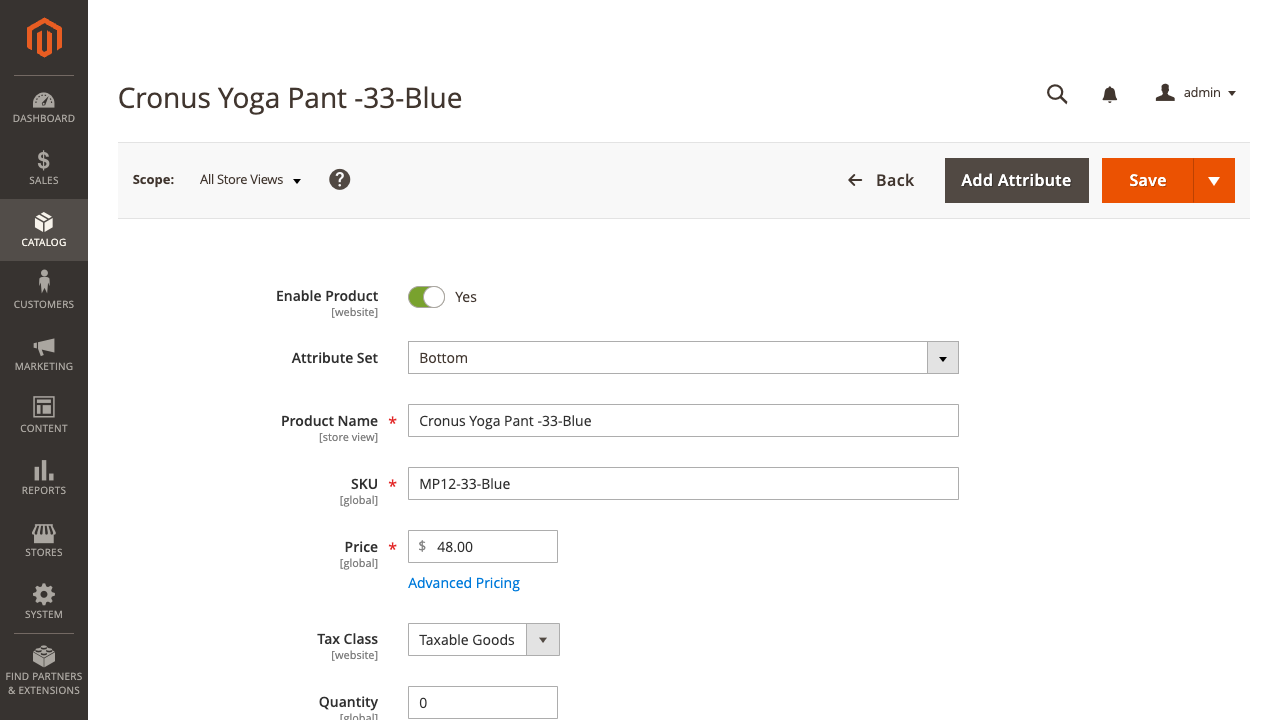 Cronus Yoga Pant -33-Blue
admin
DASHBOARD
SALES
CATALOG
CUSTOMERS
MARKETING
CONTENT
REPORTS
STORES
SYSTEM
FIND PARTNERS
& EXTENSIONS
Scope: All Store Views ?
Back
Add Attribute
Save
Enable Product
[website]
Yes
Attribute Set
Bottom
Product Name *
[store view]
Cronus Yoga Pant -33-Blue
SKU *
[global]
MP12-33-Blue
Price *
[global]
$ 48.00
Advanced Pricing
Tax Class
[website]
Taxable Goods
Quantity
[global]
0